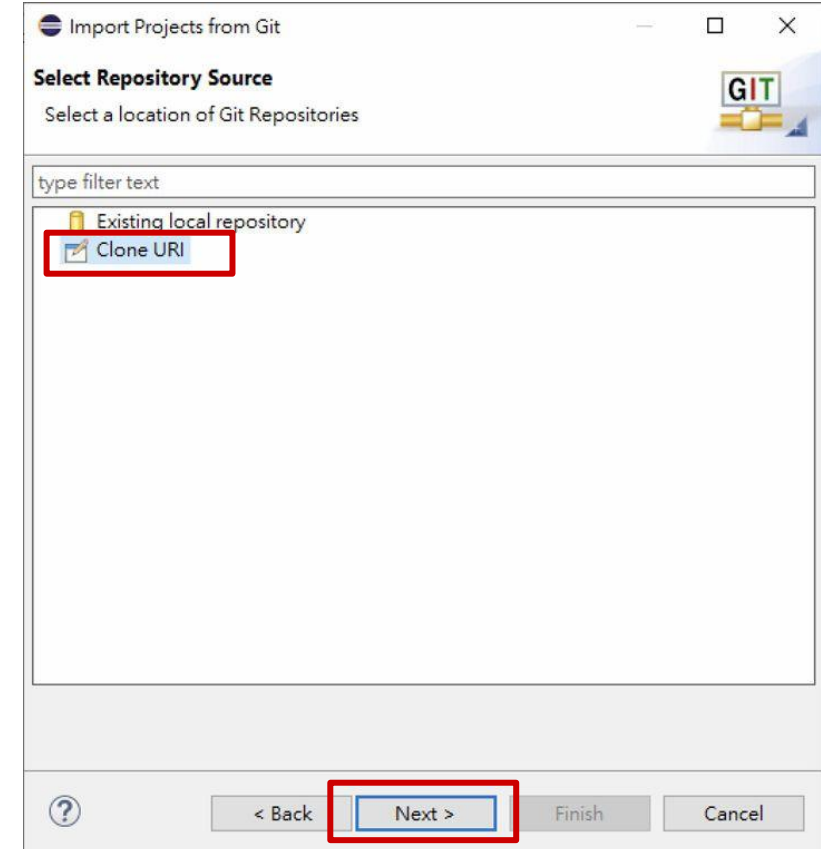 Import Projects from Git
Select Repository Source
Select a location of Git Repositories
GIT
type filter text
Existing local repository
Clone URI
? < Back Next > Finish Cancel